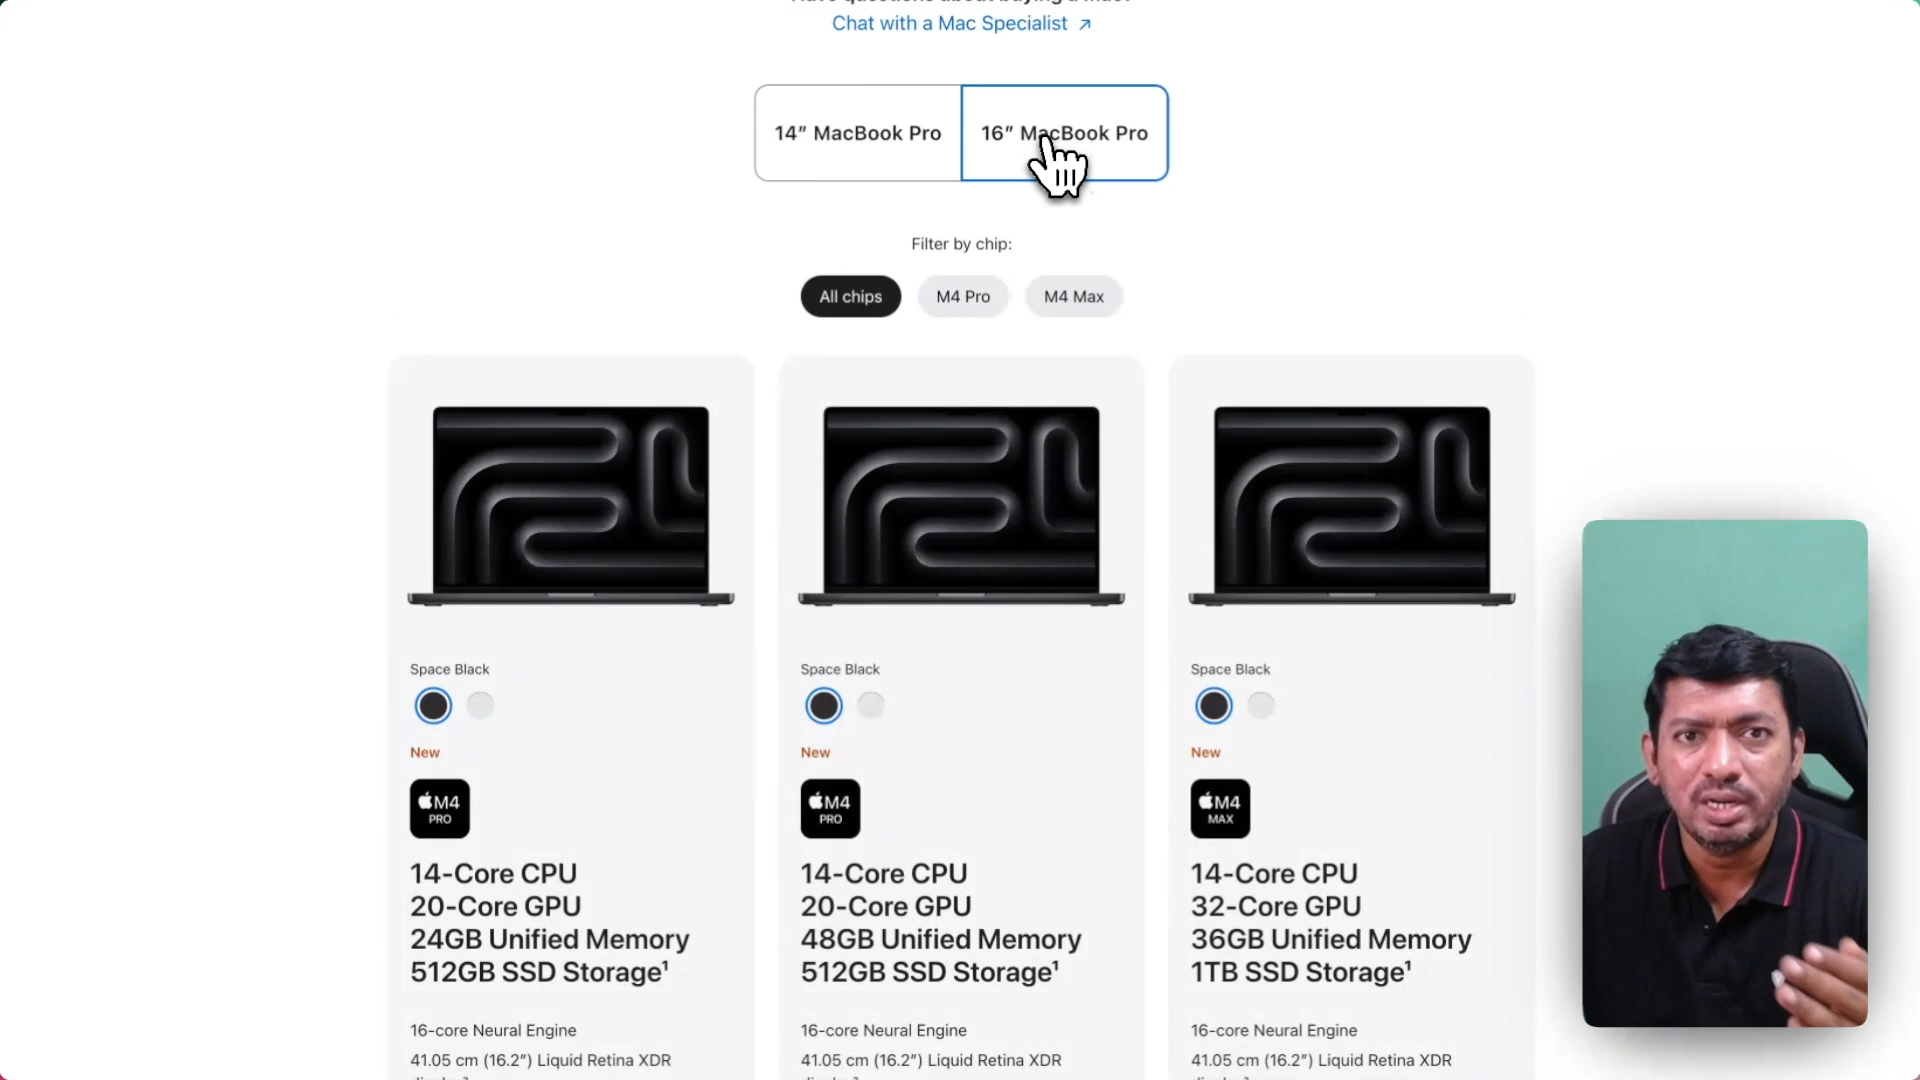 Have questions about buying a Mac?
Chat with a Mac Specialist ↗
14” MacBook Pro
16” MacBook Pro
Filter by chip:
All chips
M4 Pro
M4 Max
Space Black
New
M4
PRO
14-Core CPU
20-Core GPU
24GB Unified Memory
512GB SSD Storage¹
16-core Neural Engine
41.05 cm (16.2”) Liquid Retina XDR
Space Black
New
M4
PRO
14-Core CPU
20-Core GPU
48GB Unified Memory
512GB SSD Storage¹
16-core Neural Engine
41.05 cm (16.2”) Liquid Retina XDR
Space Black
New
M4
MAX
14-Core CPU
32-Core GPU
36GB Unified Memory
1TB SSD Storage¹
16-core Neural Engine
41.05 cm (16.2”) Liquid Retina XDR